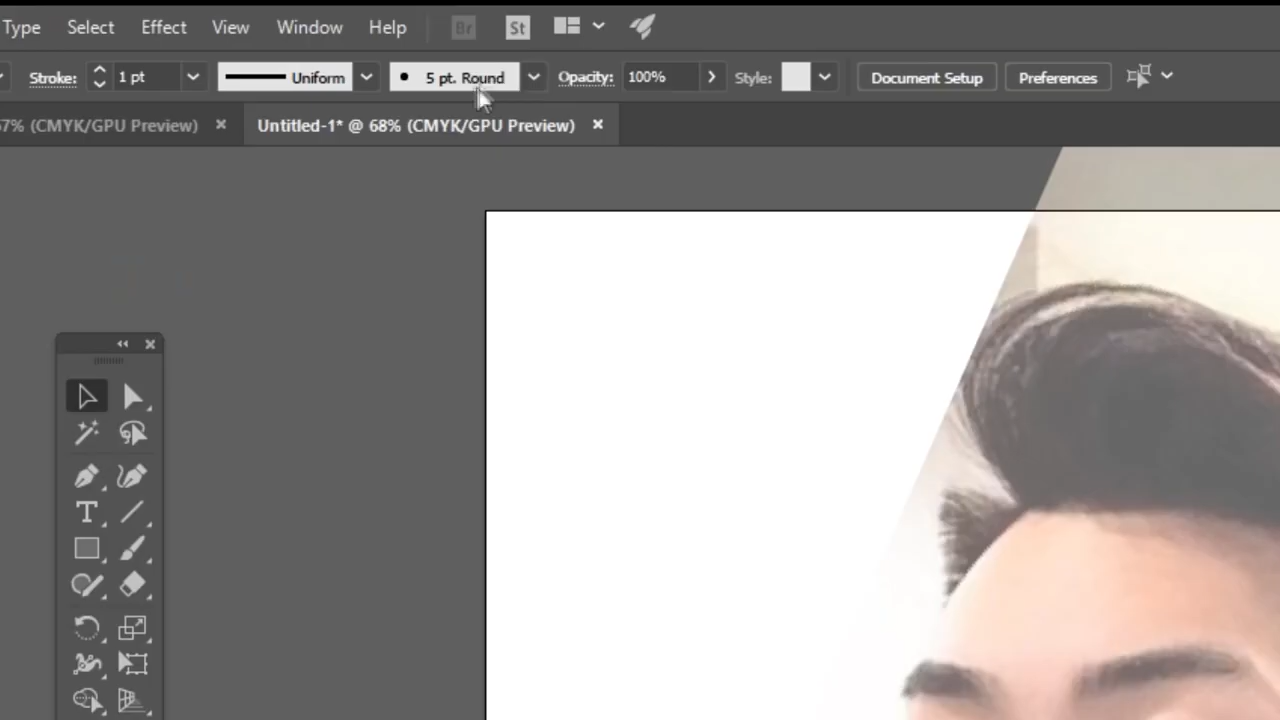 Type Select Effect View Window Help Br St
Stroke: 1 pt Uniform 5 pt. Round Opacity: 100% Style: Document Setup Preferences
7% (CMYK/GPU Preview) × Untitled-1* @ 68% (CMYK/GPU Preview) ×
T